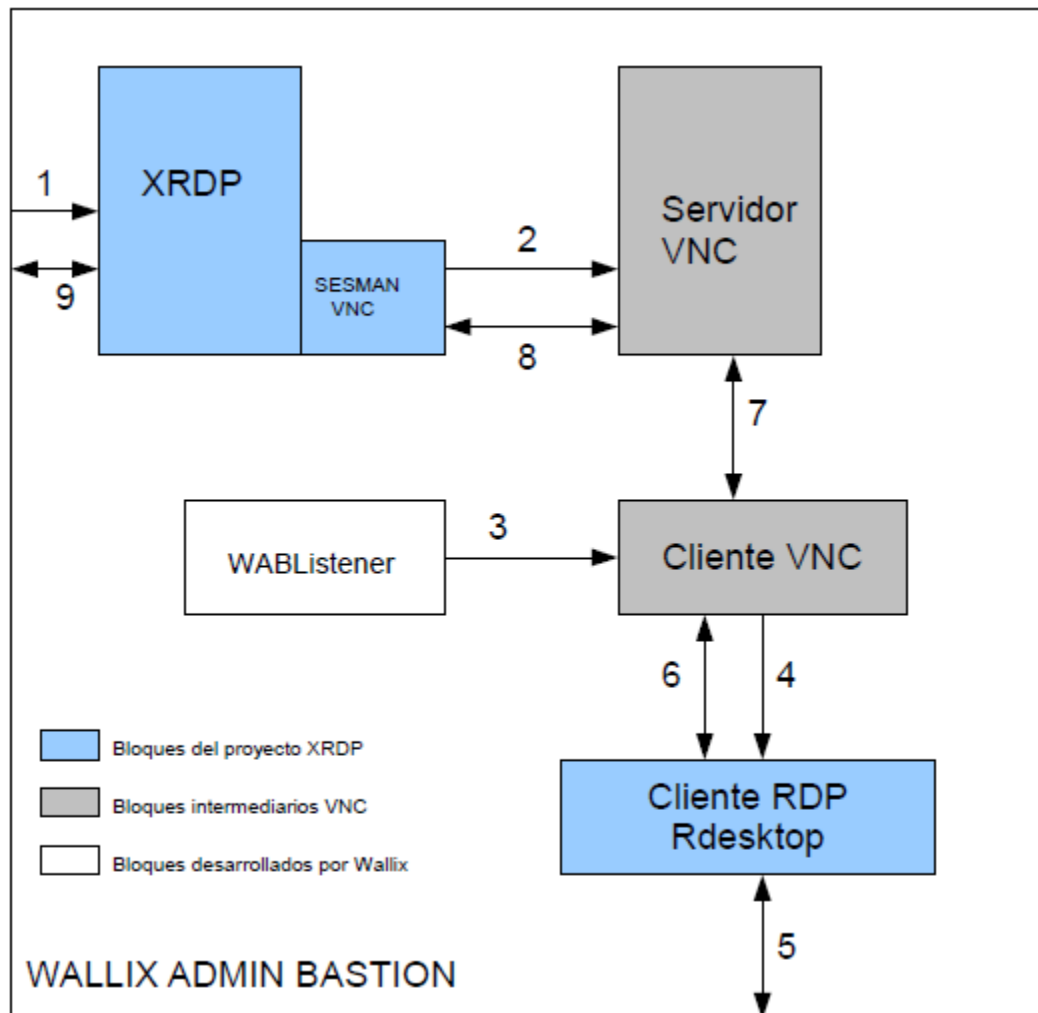 XRDP
Servidor
VNC
1
2
SESMAN
VNC
9
8
7
3
WABListener
Cliente VNC
6
4
Bloques del proyecto XRDP
Cliente RDP
Rdesktop
Bloques intermediarios VNC
Bloques desarrollados por Wallix
5
WALLIX ADMIN BASTION